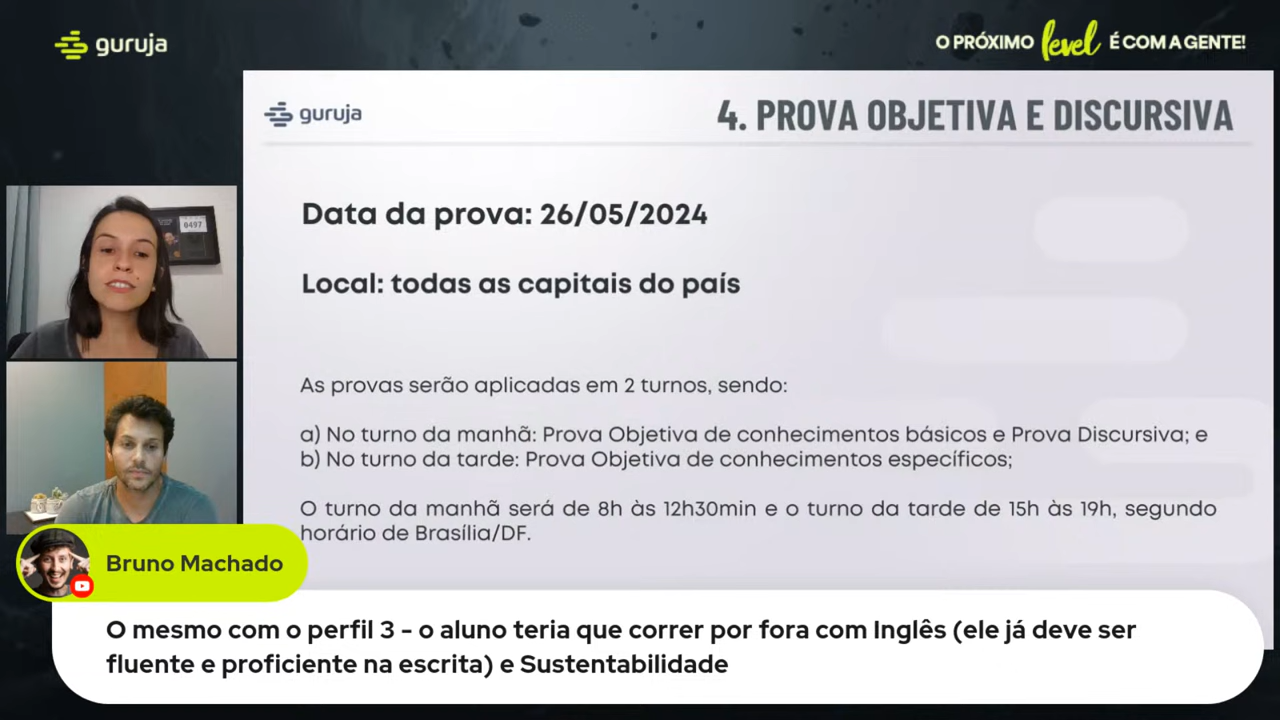 guruja
O PRÓXIMO level É COM A GENTE!
guruja
4. PROVA OBJETIVA E DISCURSIVA
Data da prova: 26/05/2024
Local: todas as capitais do país
As provas serão aplicadas em 2 turnos, sendo:
a) No turno da manhã: Prova Objetiva de conhecimentos básicos e Prova Discursiva; e
b) No turno da tarde: Prova Objetiva de conhecimentos específicos;
O turno da manhã será de 8h às 12h30min e o turno da tarde de 15h às 19h, segundo
horário de Brasília/DF.
0497
Bruno Machado
O mesmo com o perfil 3 - o aluno teria que correr por fora com Inglês (ele já deve ser
fluente e proficiente na escrita) e Sustentabilidade